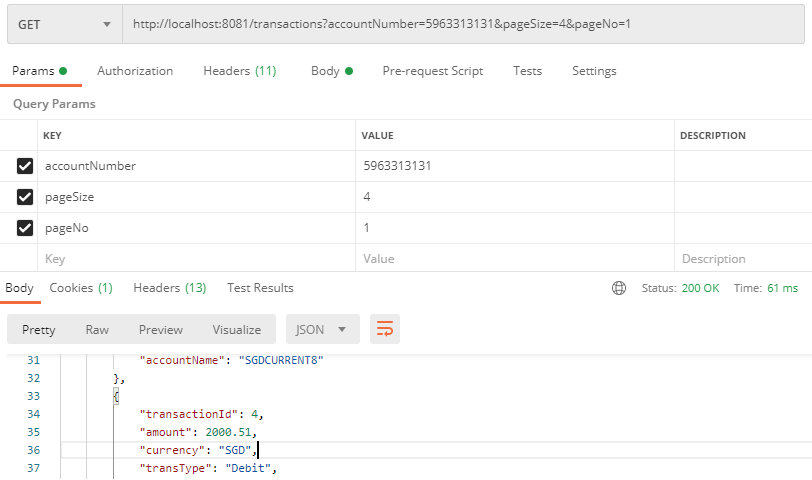 GET http://localhost:8081/transactions?accountNumber=5963313131&pageSize=4&pageNo=1
Params Authorization Headers (11) Body Pre-request Script Tests Settings
Query Params
KEY VALUE DESCRIPTION
accountNumber 5963313131
pageSize 4
pageNo 1
Key Value Description
Body Cookies (1) Headers (13) Test Results Status: 200 OK Time: 61 ms
Pretty Raw Preview Visualize JSON
31 "accountName": "SGDCURRENT8"
32 },
33 {
34 "transactionId": 4,
35 "amount": 2000.51,
36 "currency": "SGD",
37 "transType": "Debit",